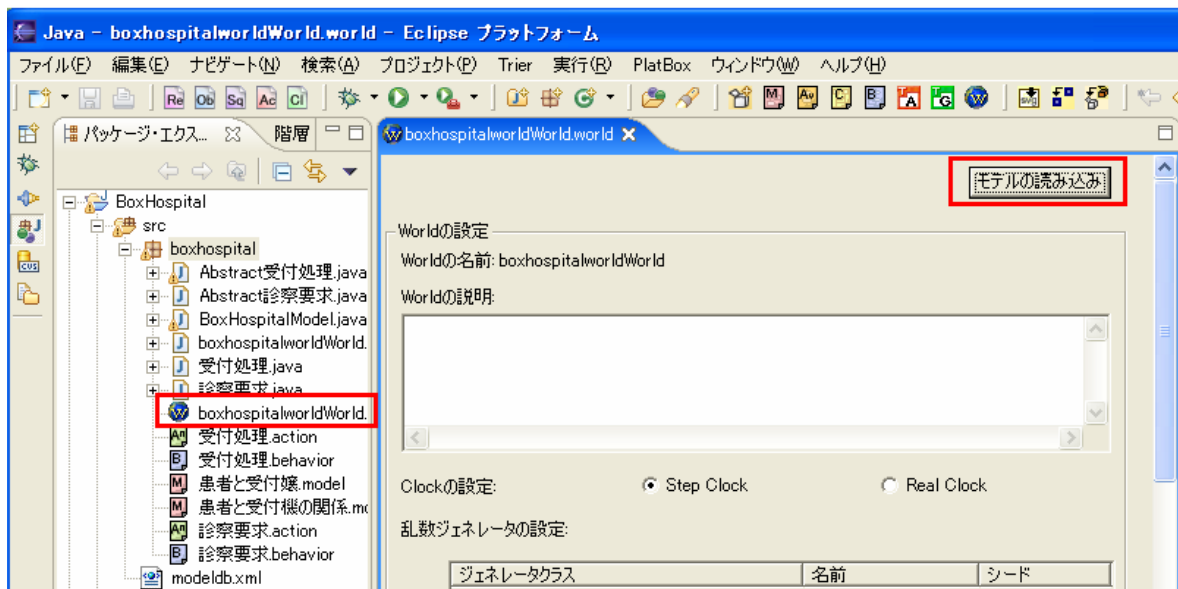 Java - boxhospitalworldWorld.world - Eclipse プラットフォーム
ファイル(F) 編集(E) ナビゲート(N) 検索(A) プロジェクト(P) Trier 実行(R) PlatBox ウィンドウ(W) ヘルプ(H)
Re Ob Sq Ac Cl
パッケージ・エクス... 階層
boxhospitalworldWorld.world
モデルの読み込み
BoxHospital
src
boxhospital
Abstract受付処理.java
Abstract診察要求.java
BoxHospitalModel.java
boxhospitalworldWorld.
受付処理.java
診察要求.java
boxhospitalworldWorld.
受付処理.action
受付処理.behavior
患者と受付嬢.model
患者と受付機の関係.mo
診察要求.action
診察要求.behavior
modeldb.xml
Worldの設定
Worldの名前: boxhospitalworldWorld
Worldの説明:
Clockの設定: Step Clock Real Clock
乱数ジェネレータの設定:
ジェネレータクラス 名前 シード